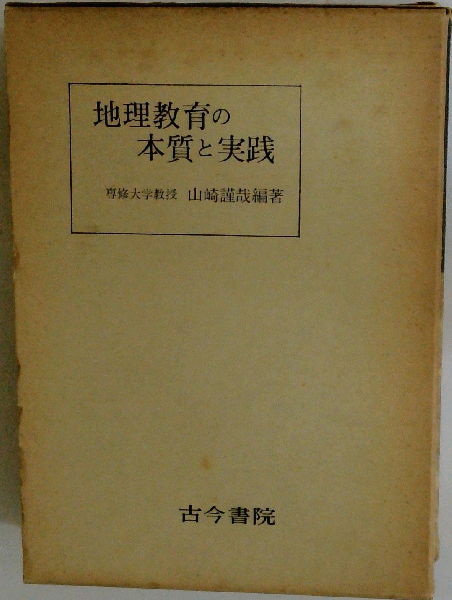 地理教育の
本質と実践
専修大学教授 山崎謹哉編著
古今書院